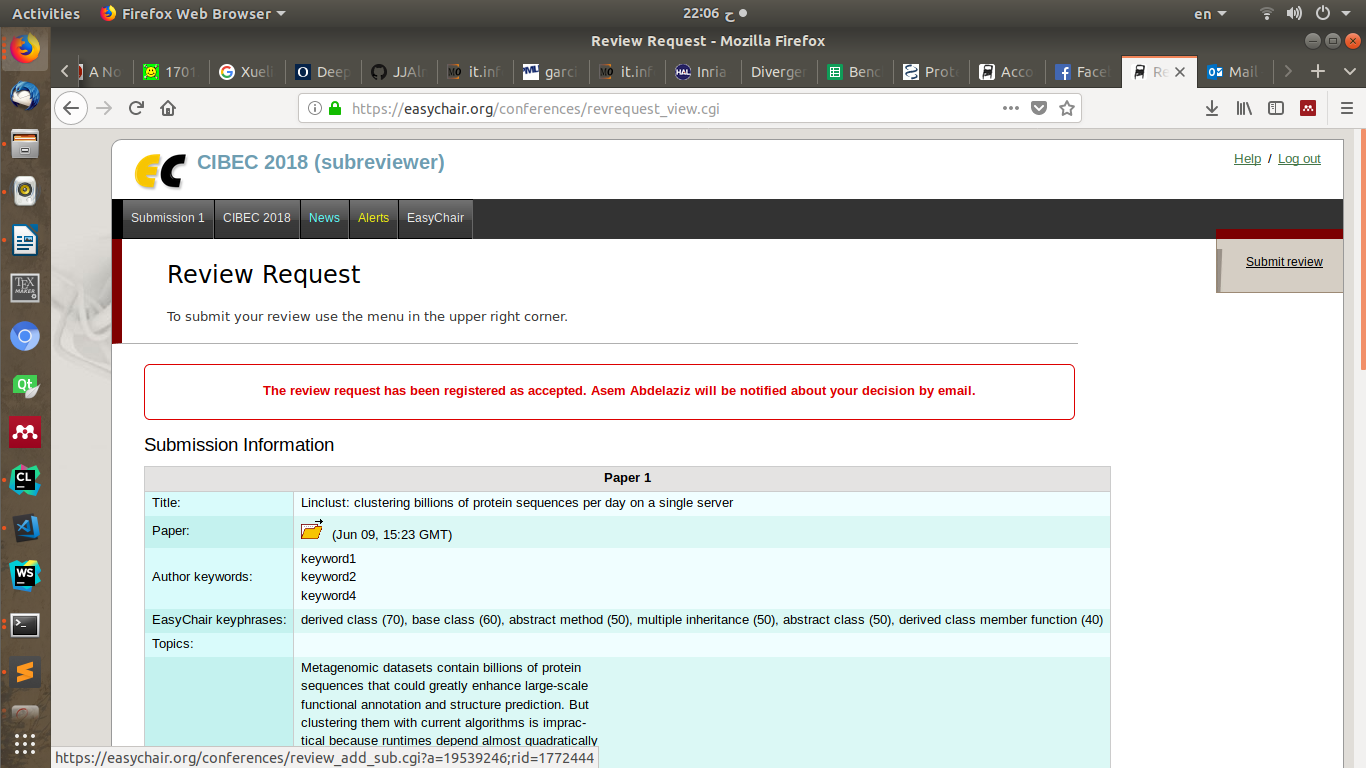 Activities
Firefox Web Browser
22:06 ح
en
Review Request - Mozilla Firefox
A No
1701
Xueli
Deep
JJAlr
it.inf
garci
it.inf
Inria
Diverger
Benc
Prote
Acco
Facel
Re
Mail
https://easychair.org/conferences/revrequest_view.cgi
CIBEC 2018 (subreviewer)
Help / Log out
Submission 1
CIBEC 2018
News
Alerts
EasyChair
Submit review
Review Request
To submit your review use the menu in the upper right corner.
The review request has been registered as accepted. Asem Abdelaziz will be notified about your decision by email.
Submission Information
Paper 1
Title:
Linclust: clustering billions of protein sequences per day on a single server
Paper:
(Jun 09, 15:23 GMT)
Author keywords:
keyword1
keyword2
keyword4
EasyChair keyphrases:
derived class (70), base class (60), abstract method (50), multiple inheritance (50), abstract class (50), derived class member function (40)
Topics:
Metagenomic datasets contain billions of protein
sequences that could greatly enhance large-scale
functional annotation and structure prediction. But
clustering them with current algorithms is imprac-
tical because runtimes depend almost quadratically
https://easychair.org/conferences/review_add_sub.cgi?a=19539246;rid=1772444